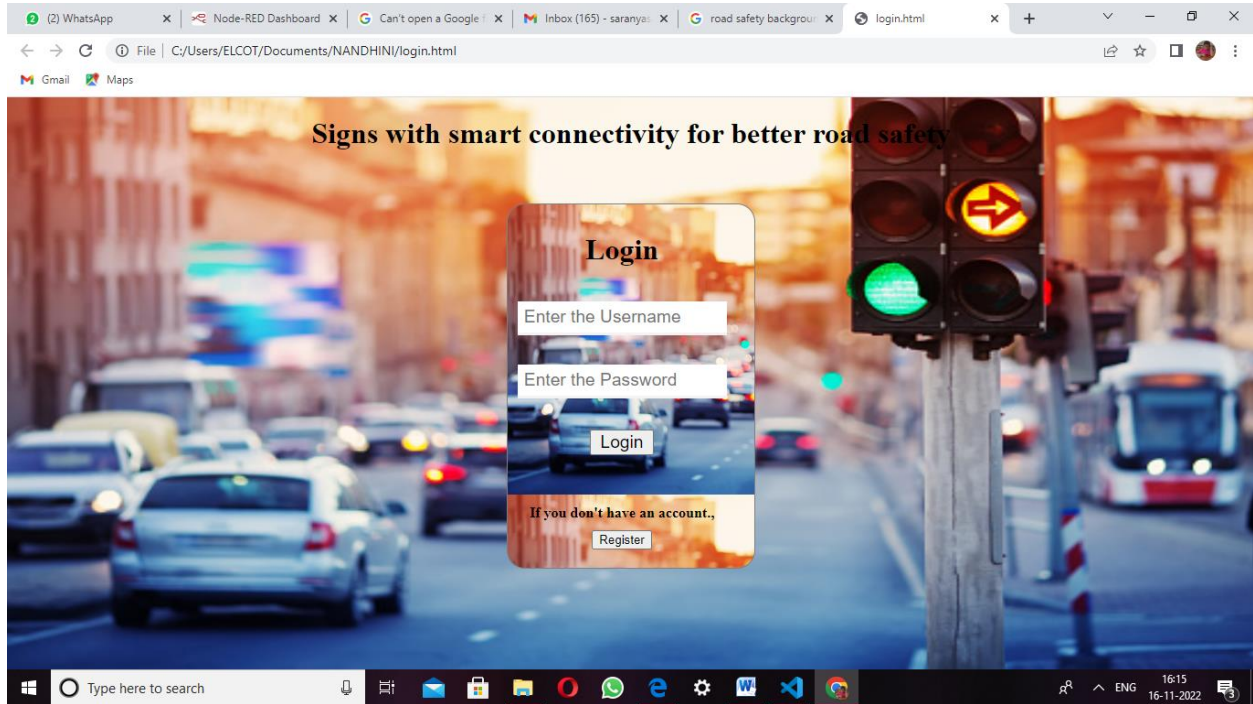 (2) WhatsApp
Node-RED Dashboard
Can't open a Google f
Inbox (165) - saranyas
road safety backgrour
login.html
File | C:/Users/ELCOT/Documents/NANDHINI/login.html
Gmail
Maps
Signs with smart connectivity for better road safety
Login
Enter the Username
Enter the Password
Login
If you don't have an account.,
Register
Type here to search
ENG
16:15
16-11-2022
3